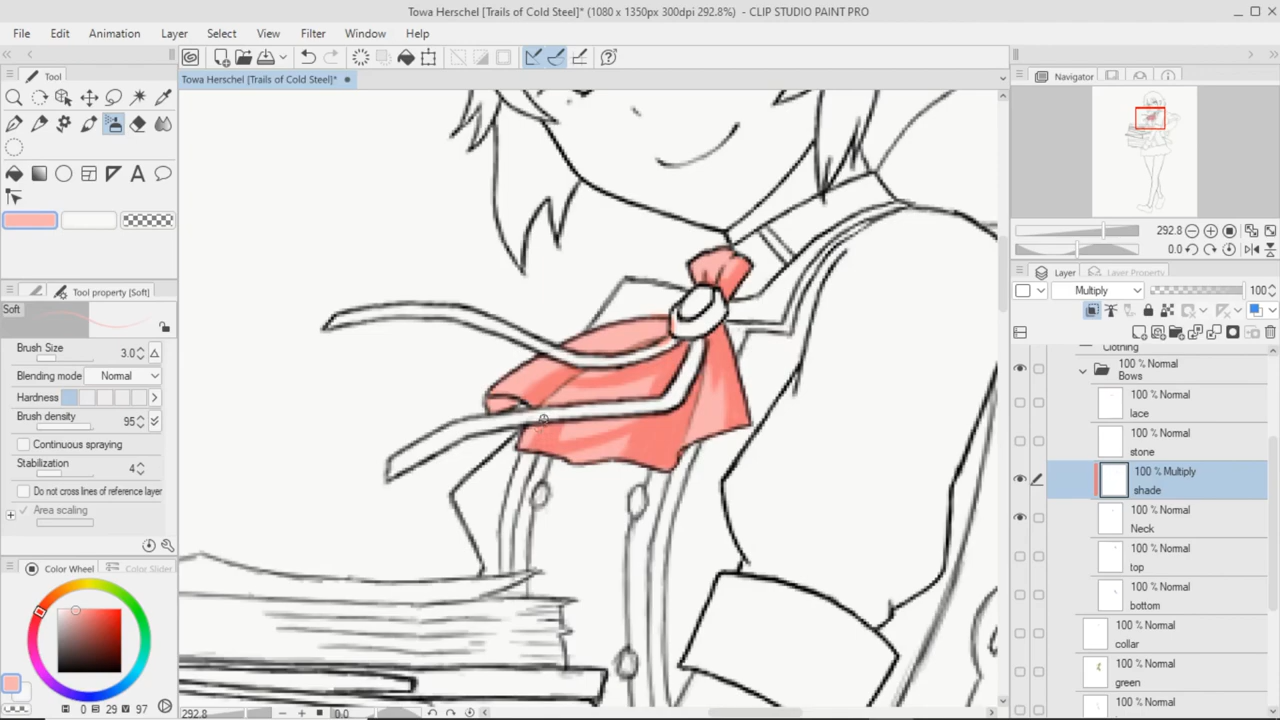 Towa Herschel [Trails of Cold Steel]* (1080 x 1350px 300dpi 292.8%) - CLIP STUDIO PAINT PRO
File Edit Animation Layer Select View Filter Window Help
Tool
Towa Herschel [Trails of Cold Steel]*
Navigator
292.8
0.0
Tool property [Soft]
Soft
Brush Size 3.0
Blending mode Normal
Hardness
Brush density 95
Continuous spraying
Stabilization 4
Do not cross lines of reference layer
Area scaling
Color Wheel Color Slider
0 29 97
292.8 0.0
Layer Layer Property
Multiply 100
Clothing
100 % Normal
Bows
100 % Normal
lace
100 % Normal
stone
100 % Multiply
shade
100 % Normal
Neck
100 % Normal
top
100 % Normal
bottom
100 % Normal
collar
100 % Normal
green
100 % Normal